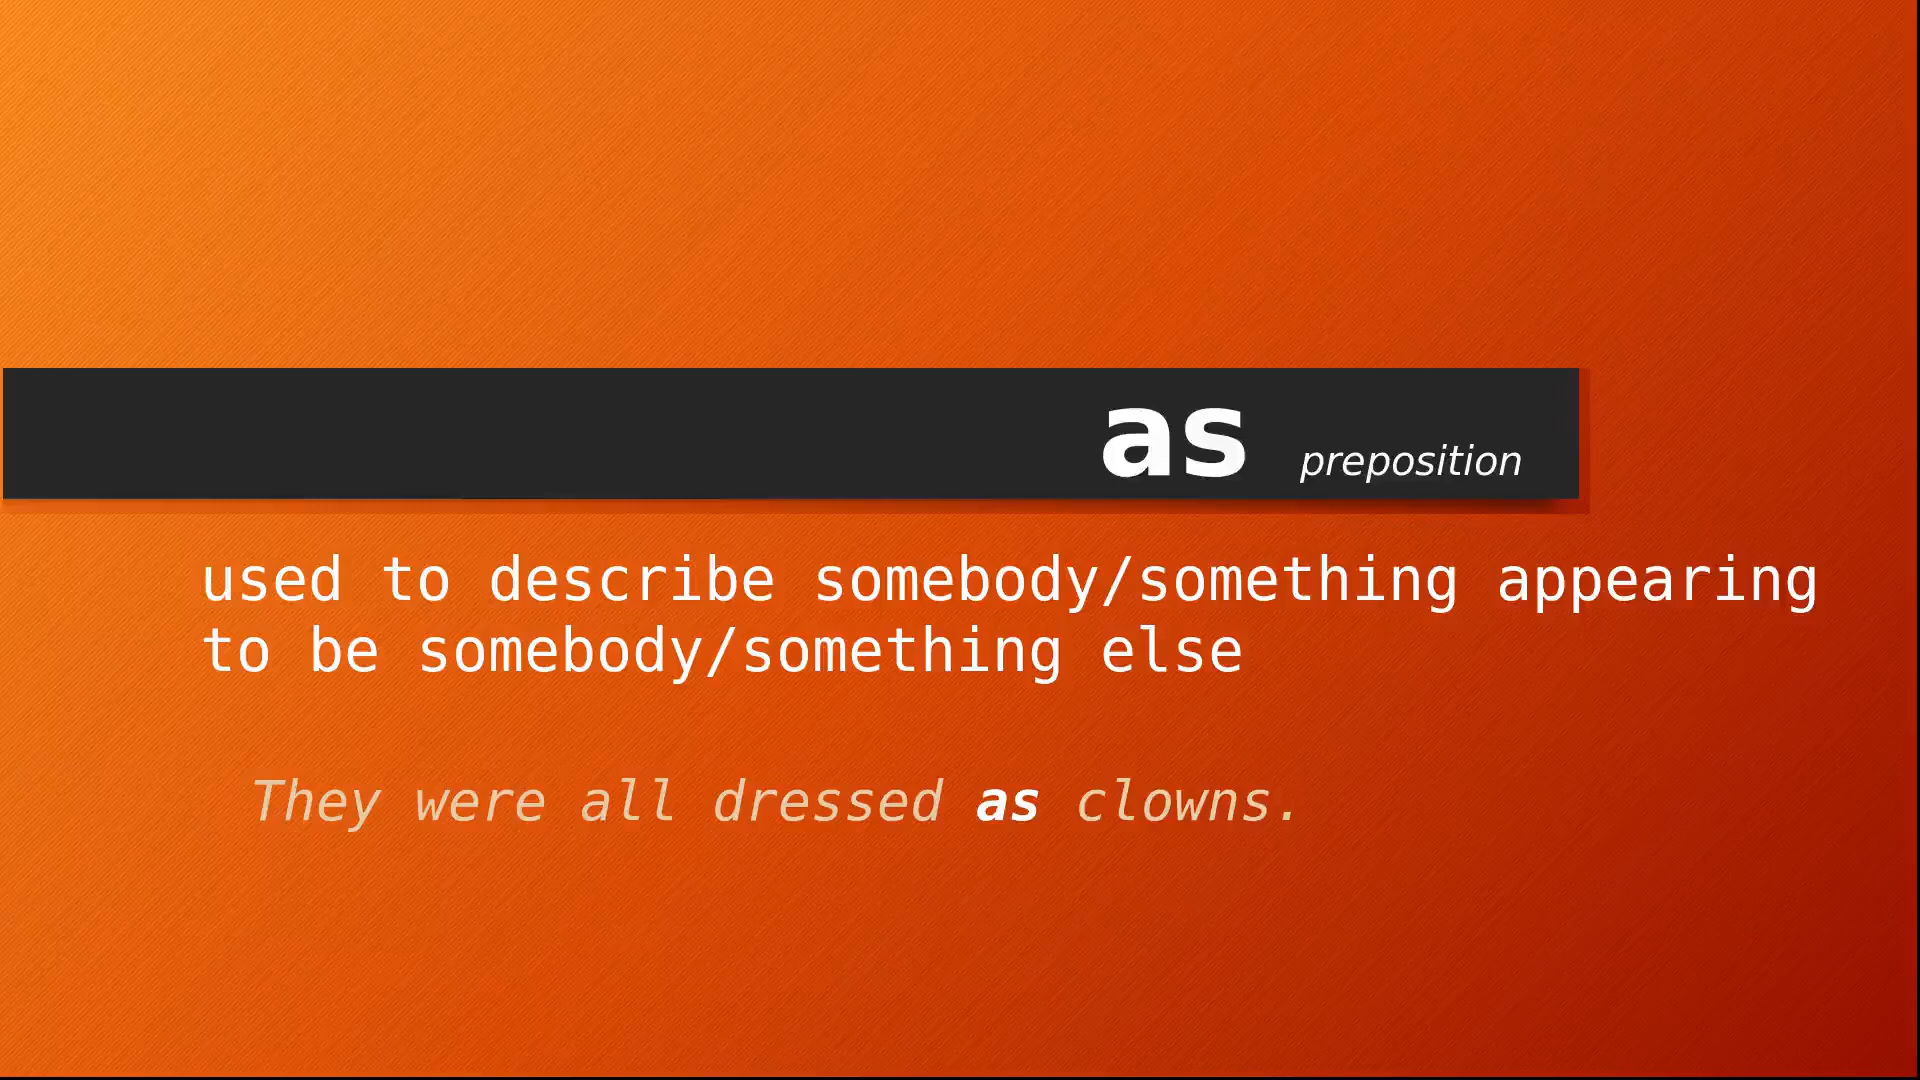 as preposition
used to describe somebody/something appearing
to be somebody/something else
They were all dressed as clowns.